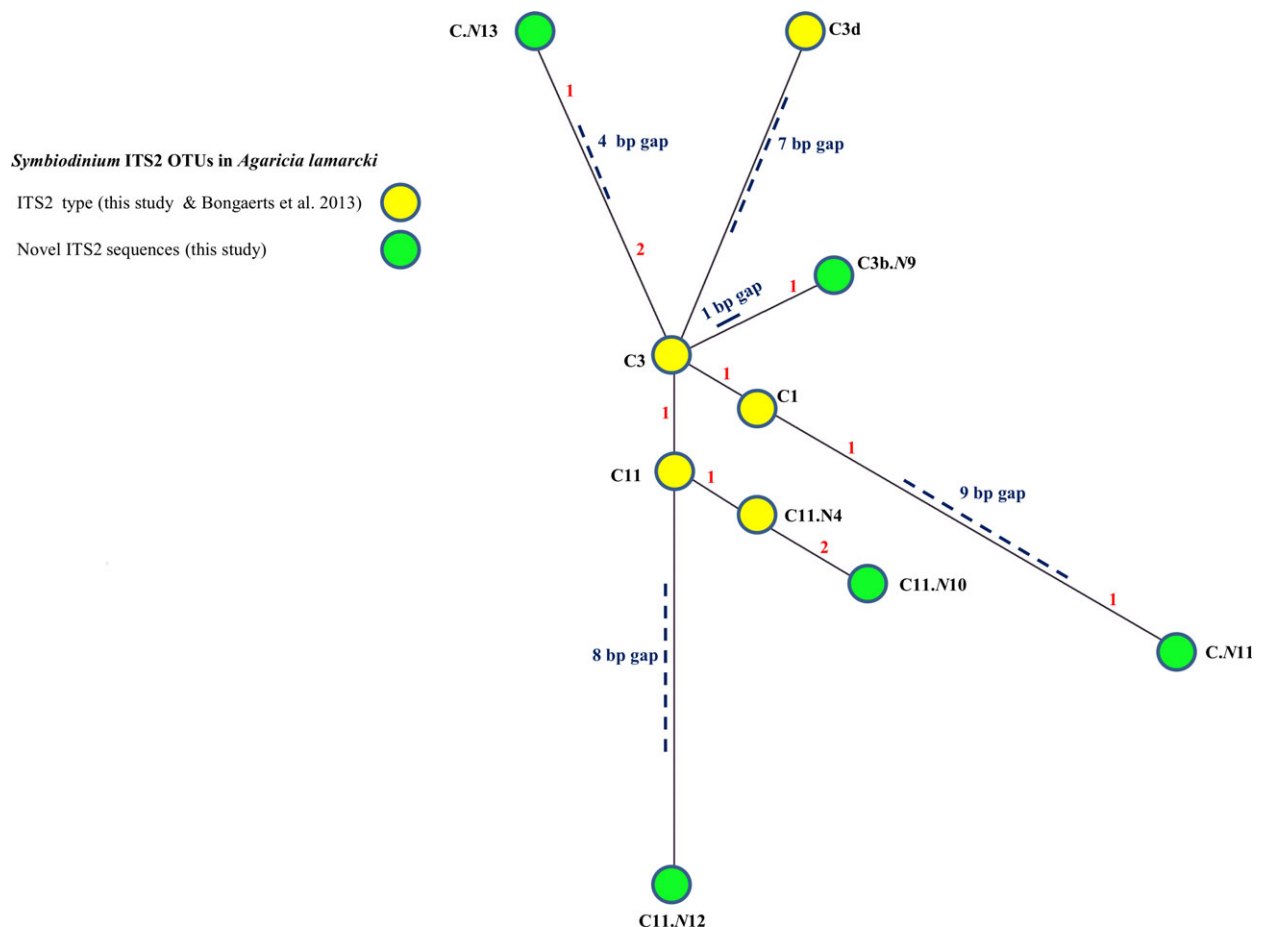 C.N13
C3d
1
4 bp gap
7 bp gap
Symbiodinium ITS2 OTUs in Agaricia lamarcki
ITS2 type (this study & Bongaerts et al. 2013)
Novel ITS2 sequences (this study)
2
C3b.N9
1
1 bp gap
C3
1
C1
1
1
C11
1
9 bp gap
C11.N4
2
C11.N10
1
8 bp gap
C.N11
C11.N12